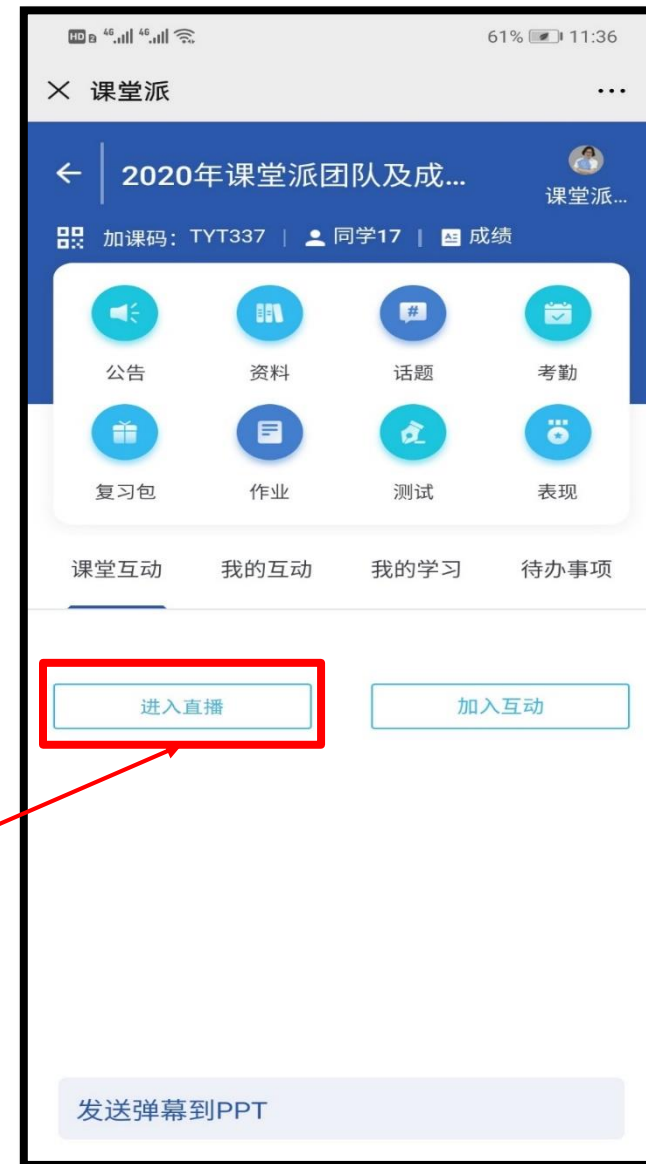 HD B 46 46 61% 11:36
× 课堂派 ...
← 2020年课堂派团队及成...
课堂派...
加课码：TYT337 | 同学17 | 成绩
公告 资料 话题 考勤
复习包 作业 测试 表现
课堂互动 我的互动 我的学习 待办事项
进入直播 加入互动
发送弹幕到PPT